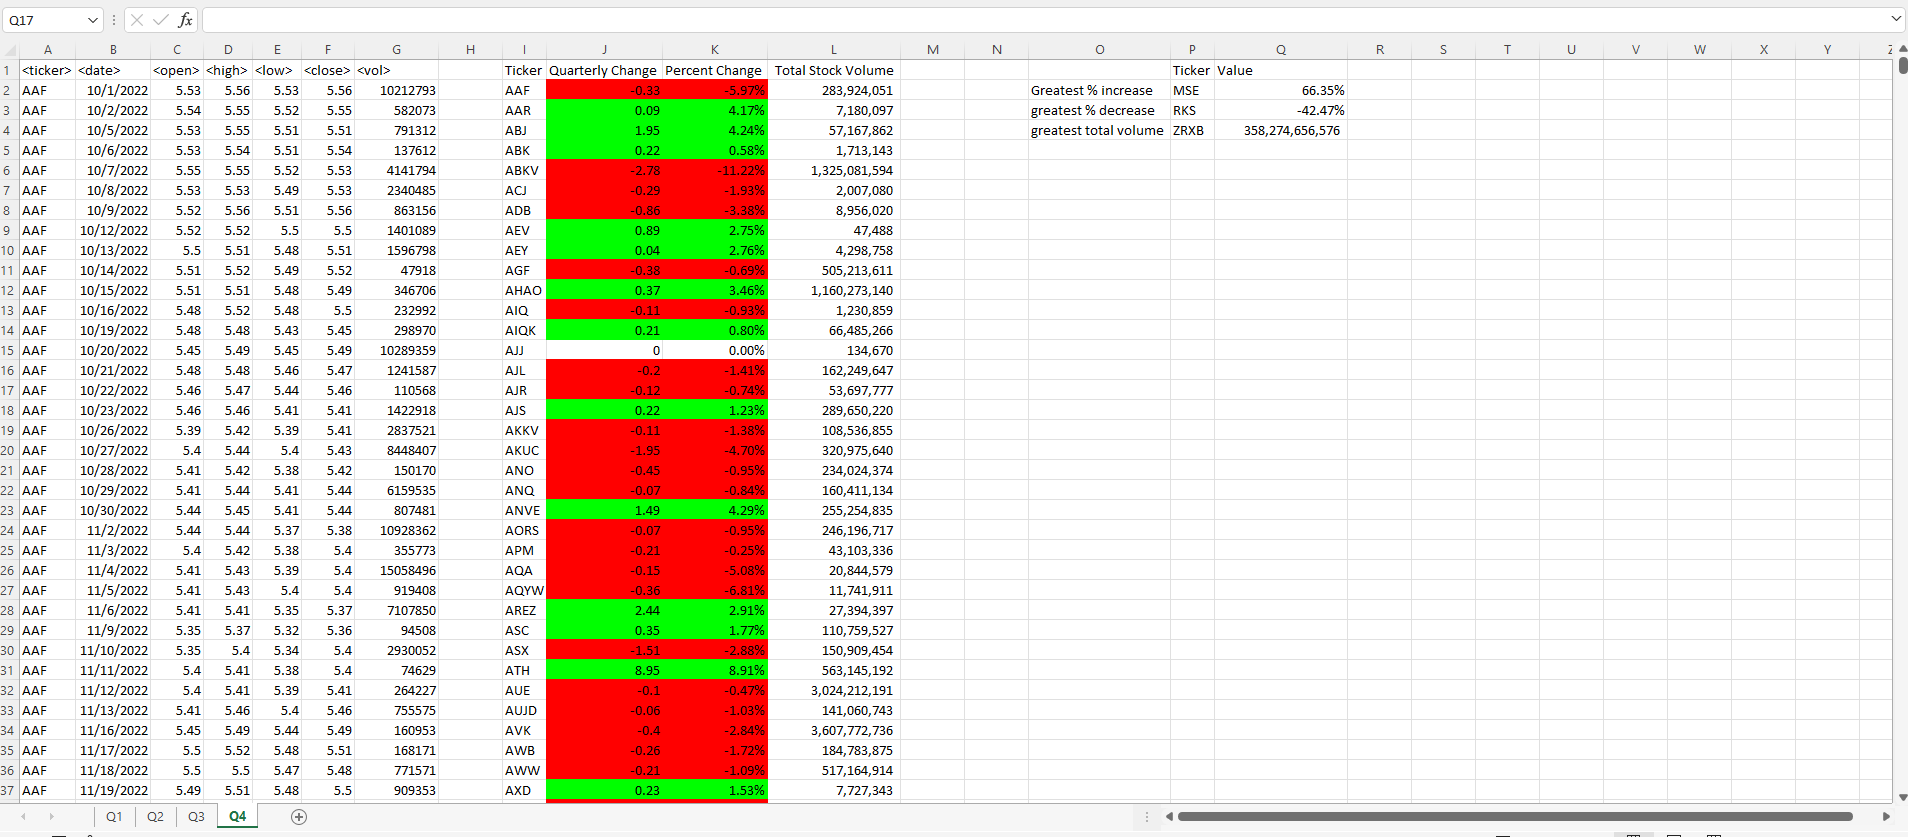 Q17 fx
A B C D E F G H I J K L M N O P Q R S T U V W X Y
1 <ticker> <date> <open> <high> <low> <close> <vol> Ticker Quarterly Change Percent Change Total Stock Volume Ticker Value
2 AAF 10/1/2022 5.53 5.56 5.53 5.56 10212793 AAF -0.33 -5.97% 283,924,051 Greatest % increase MSE 66.35%
3 AAF 10/2/2022 5.54 5.55 5.52 5.55 582073 AAR 0.09 4.17% 7,180,097 greatest % decrease RKS -42.47%
4 AAF 10/5/2022 5.53 5.55 5.51 5.51 791312 ABJ 1.95 4.24% 57,167,862 greatest total volume ZRXB 358,274,656,576
5 AAF 10/6/2022 5.53 5.54 5.51 5.54 137612 ABK 0.22 0.58% 1,713,143
6 AAF 10/7/2022 5.55 5.55 5.52 5.53 4141794 ABKV -2.78 -11.22% 1,325,081,594
7 AAF 10/8/2022 5.53 5.53 5.49 5.53 2340485 ACJ -0.29 -1.93% 2,007,080
8 AAF 10/9/2022 5.52 5.56 5.51 5.56 863156 ADB -0.86 -3.38% 8,956,020
9 AAF 10/12/2022 5.52 5.52 5.5 5.5 1401089 AEV 0.89 2.75% 47,488
10 AAF 10/13/2022 5.5 5.51 5.48 5.51 1596798 AEY 0.04 2.76% 4,298,758
11 AAF 10/14/2022 5.51 5.52 5.49 5.52 47918 AGF -0.38 -0.69% 505,213,611
12 AAF 10/15/2022 5.51 5.51 5.48 5.49 346706 AHAO 0.37 3.46% 1,160,273,140
13 AAF 10/16/2022 5.48 5.52 5.48 5.5 232992 AIQ -0.11 -0.93% 1,230,859
14 AAF 10/19/2022 5.48 5.48 5.43 5.45 298970 AIQK 0.21 0.80% 66,485,266
15 AAF 10/20/2022 5.45 5.49 5.45 5.49 10289359 AJJ 0 0.00% 134,670
16 AAF 10/21/2022 5.48 5.48 5.46 5.47 1241587 AJL -0.2 -1.41% 162,249,647
17 AAF 10/22/2022 5.46 5.47 5.44 5.46 110568 AJR -0.12 -0.74% 53,697,777
18 AAF 10/23/2022 5.46 5.46 5.41 5.41 1422918 AJS 0.22 1.23% 289,650,220
19 AAF 10/26/2022 5.39 5.42 5.39 5.41 2837521 AKKV -0.11 -1.38% 108,536,855
20 AAF 10/27/2022 5.4 5.44 5.4 5.43 8448407 AKUC -1.95 -4.70% 320,975,640
21 AAF 10/28/2022 5.41 5.42 5.38 5.42 150170 ANO -0.45 -0.95% 234,024,374
22 AAF 10/29/2022 5.41 5.44 5.41 5.44 6159535 ANQ -0.07 -0.84% 160,411,134
23 AAF 10/30/2022 5.44 5.45 5.41 5.44 807481 ANVE 1.49 4.29% 255,254,835
24 AAF 11/2/2022 5.44 5.44 5.37 5.38 10928362 AORS -0.07 -0.95% 246,196,717
25 AAF 11/3/2022 5.4 5.42 5.38 5.4 355773 APM -0.21 -0.25% 43,103,336
26 AAF 11/4/2022 5.41 5.43 5.39 5.4 15058496 AQA -0.15 -5.08% 20,844,579
27 AAF 11/5/2022 5.41 5.43 5.4 5.4 919408 AQYW -0.36 -6.81% 11,741,911
28 AAF 11/6/2022 5.41 5.41 5.35 5.37 7107850 AREZ 2.44 2.91% 27,394,397
29 AAF 11/9/2022 5.35 5.37 5.32 5.36 94508 ASC 0.35 1.77% 110,759,527
30 AAF 11/10/2022 5.35 5.4 5.34 5.4 2930052 ASX -1.51 -2.88% 150,909,454
31 AAF 11/11/2022 5.4 5.41 5.38 5.4 74629 ATH 8.95 8.91% 563,145,192
32 AAF 11/12/2022 5.4 5.41 5.39 5.41 264227 AUE -0.1 -0.47% 3,024,212,191
33 AAF 11/13/2022 5.41 5.46 5.4 5.46 755575 AUJD -0.06 -1.03% 141,060,743
34 AAF 11/16/2022 5.45 5.49 5.44 5.49 160953 AVK -0.4 -2.84% 3,607,772,736
35 AAF 11/17/2022 5.5 5.52 5.48 5.51 168171 AWB -0.26 -1.72% 184,783,875
36 AAF 11/18/2022 5.5 5.5 5.47 5.48 771571 AWW -0.21 -1.09% 517,164,914
37 AAF 11/19/2022 5.49 5.51 5.48 5.5 909353 AXD 0.23 1.53% 7,727,343
Q1 Q2 Q3 Q4